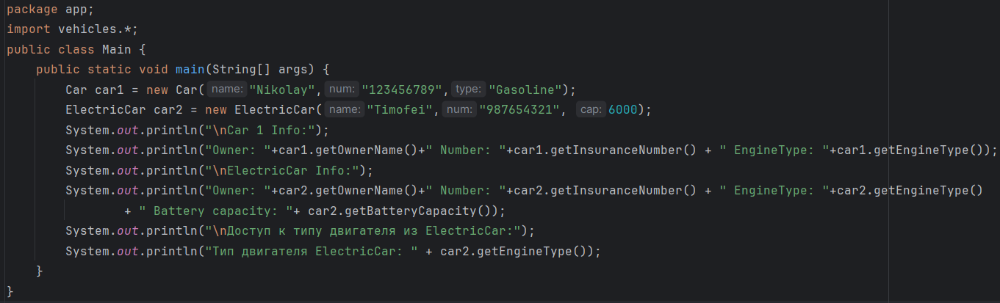 package app;
import vehicles.*;
public class Main {
    public static void main(String[] args) {
        Car car1 = new Car( name: "Nikolay", num: "123456789", type: "Gasoline");
        ElectricCar car2 = new ElectricCar( name: "Timofei", num: "987654321", cap: 6000);
        System.out.println("\nCar 1 Info:");
        System.out.println("Owner: "+car1.getOwnerName()+" Number: "+car1.getInsuranceNumber() + " EngineType: "+car1.getEngineType());
        System.out.println("\nElectricCar Info:");
        System.out.println("Owner: "+car2.getOwnerName()+" Number: "+car2.getInsuranceNumber() + " EngineType: "+car2.getEngineType()
                + " Battery capacity: "+ car2.getBatteryCapacity());
        System.out.println("\nДоступ к типу двигателя из ElectricCar:");
        System.out.println("Тип двигателя ElectricCar: " + car2.getEngineType());
    }
}